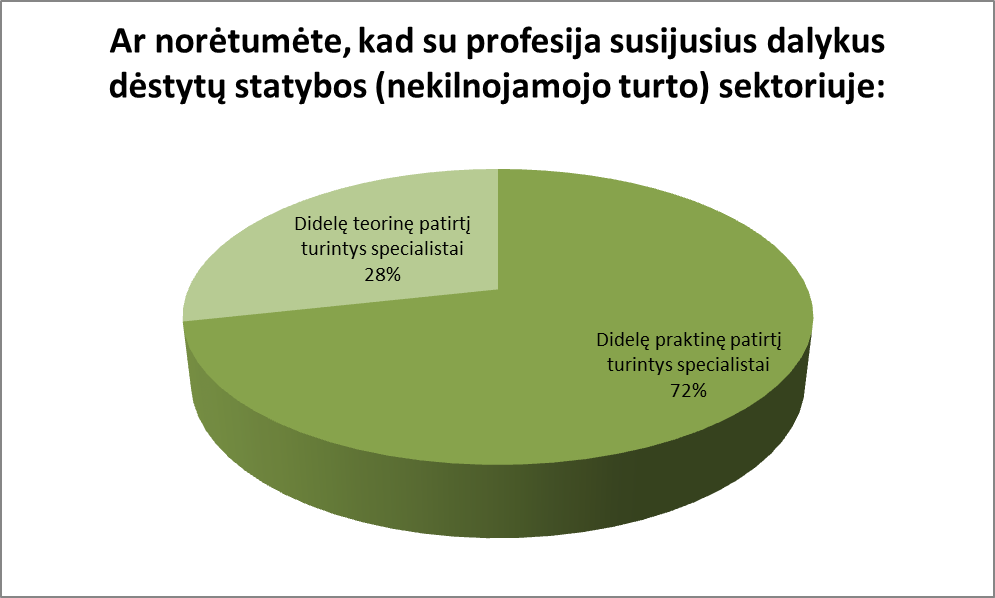 Ar norėtumėte, kad su profesija susijusius dalykus
dėstytų statybos (nekilnojamojo turto) sektoriuje:
Didelę teorinę patirtį
turintys specialistai
28%
Didelę praktinę patirtį
turintys specialistai
72%